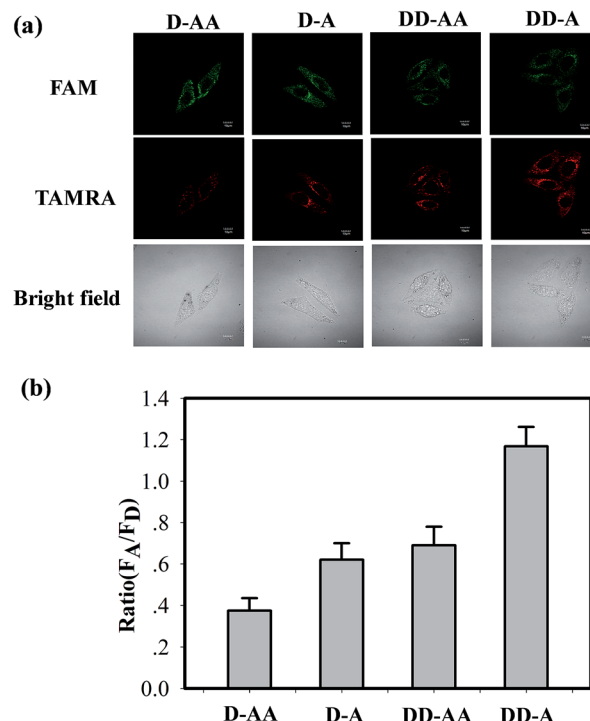 (a)
D-AA D-A DD-AA DD-A
FAM
TAMRA
Bright field
(b)
Ratio(FA/FD)
1.4
1.2
1.0
.8
.6
.4
.2
0.0
D-AA D-A DD-AA DD-A